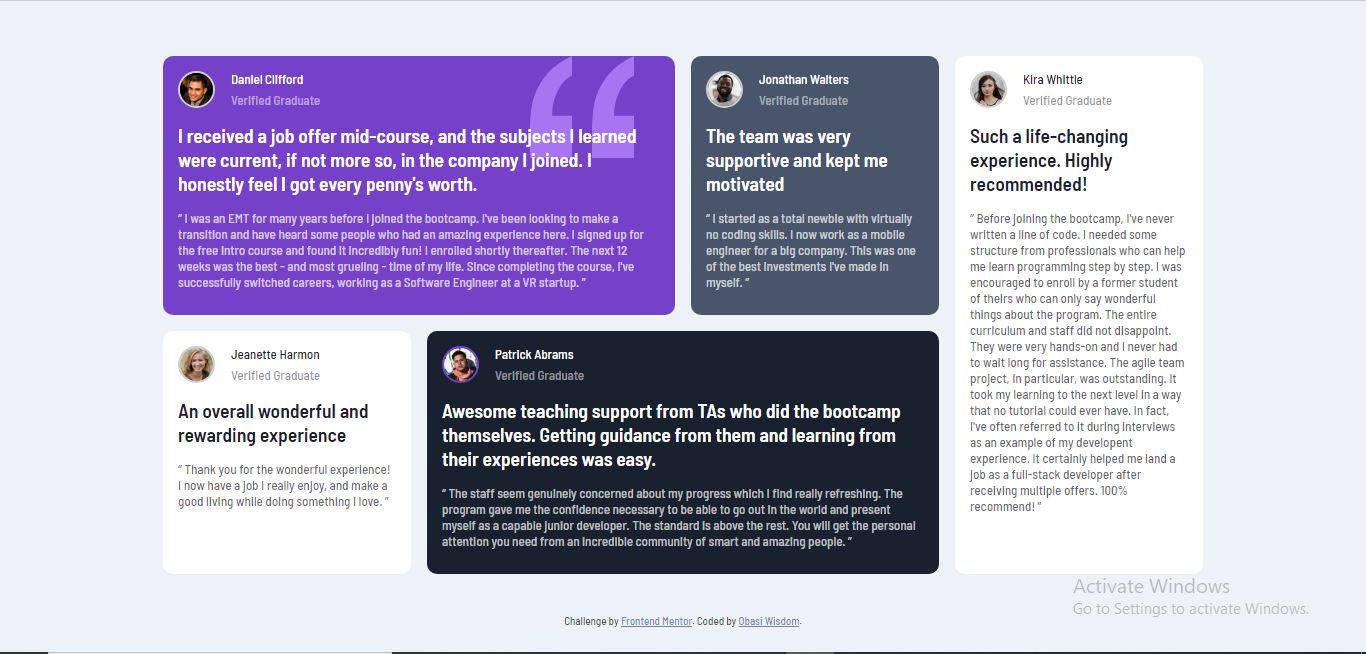 Daniel Clifford
Verified Graduate
I received a job offer mid-course, and the subjects I learned
were current, if not more so, in the company I joined. I
honestly feel I got every penny's worth.
“ I was an EMT for many years before I joined the bootcamp. I've been looking to make a
transition and have heard some people who had an amazing experience here. I signed up for
the free intro course and found it incredibly fun! I enrolled shortly thereafter. The next 12
weeks was the best - and most grueling - time of my life. Since completing the course, I've
successfully switched careers, working as a Software Engineer at a VR startup. ”
Jonathan Walters
Verified Graduate
The team was very
supportive and kept me
motivated
“ I started as a total newbie with virtually
no coding skills. I now work as a mobile
engineer for a big company. This was one
of the best investments I've made in
myself. ”
Kira Whittle
Verified Graduate
Such a life-changing
experience. Highly
recommended!
“ Before joining the bootcamp, I've never
written a line of code. I needed some
structure from professionals who can help
me learn programming step by step. I was
encouraged to enroll by a former student
of theirs who can only say wonderful
things about the program. The entire
curriculum and staff did not disappoint.
They were very hands-on and I never had
to wait long for assistance. The agile team
project, in particular, was outstanding. It
took my learning to the next level in a way
that no tutorial could ever have. In fact,
I've often referred to it during interviews
as an example of my developent
experience. It certainly helped me land a
job as a full-stack developer after
receiving multiple offers. 100%
recommend! ”
Jeanette Harmon
Verified Graduate
An overall wonderful and
rewarding experience
“ Thank you for the wonderful experience!
I now have a job I really enjoy, and make a
good living while doing something I love. ”
Patrick Abrams
Verified Graduate
Awesome teaching support from TAs who did the bootcamp
themselves. Getting guidance from them and learning from
their experiences was easy.
“ The staff seem genuinely concerned about my progress which I find really refreshing. The
program gave me the confidence necessary to be able to go out in the world and present
myself as a capable junior developer. The standard is above the rest. You will get the personal
attention you need from an incredible community of smart and amazing people. ”
Activate Windows
Go to Settings to activate Windows.
Challenge by Frontend Mentor. Coded by Obasi Wisdom.